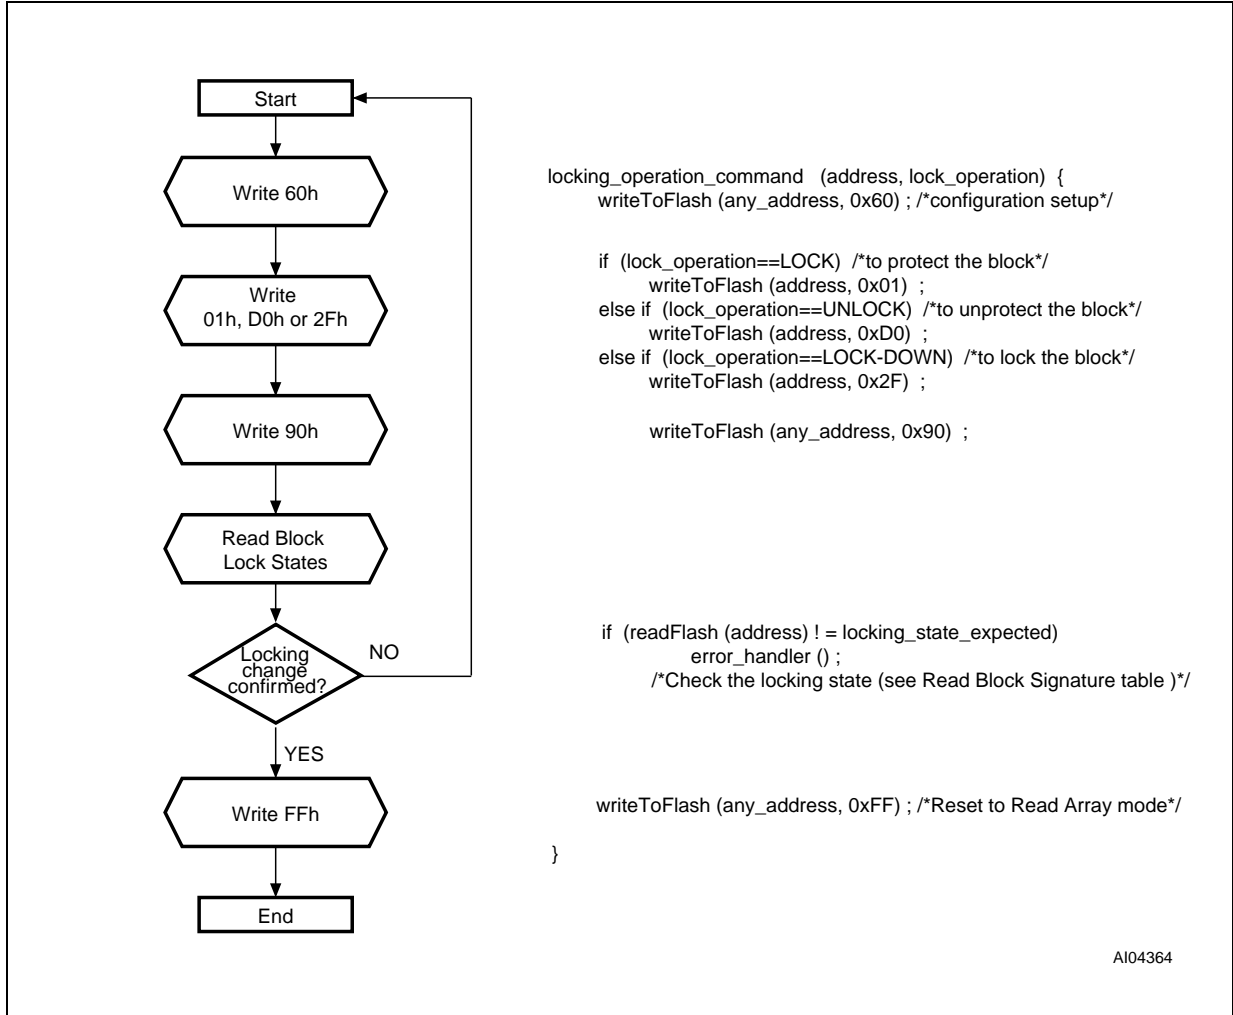 Start
Write 60h
Write
01h, D0h or 2Fh
Write 90h
Read Block
Lock States
Locking
change
confirmed?
NO
YES
Write FFh
End
locking_operation_command (address, lock_operation) {
writeToFlash (any_address, 0x60) ; /*configuration setup*/
if (lock_operation==LOCK) /*to protect the block*/
writeToFlash (address, 0x01) ;
else if (lock_operation==UNLOCK) /*to unprotect the block*/
writeToFlash (address, 0xD0) ;
else if (lock_operation==LOCK-DOWN) /*to lock the block*/
writeToFlash (address, 0x2F) ;
writeToFlash (any_address, 0x90) ;
if (readFlash (address) ! = locking_state_expected)
error_handler () ;
/*Check the locking state (see Read Block Signature table )*/
writeToFlash (any_address, 0xFF) ; /*Reset to Read Array mode*/
}
AI04364